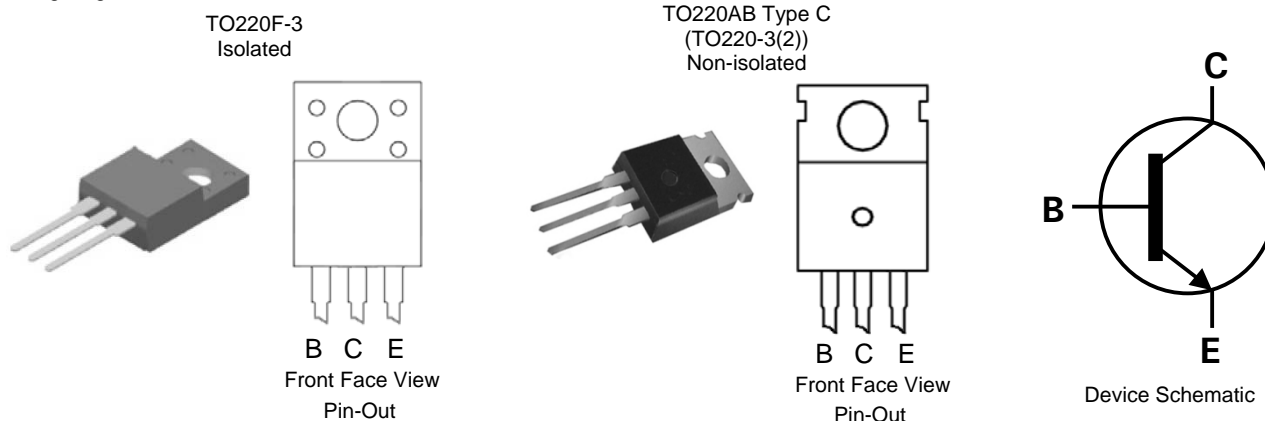 TO220F-3
Isolated
B C E
Front Face View
Pin-Out
TO220AB Type C
(TO220-3(2))
Non-isolated
B C E
Front Face View
Pin-Out
C
B
E
Device Schematic